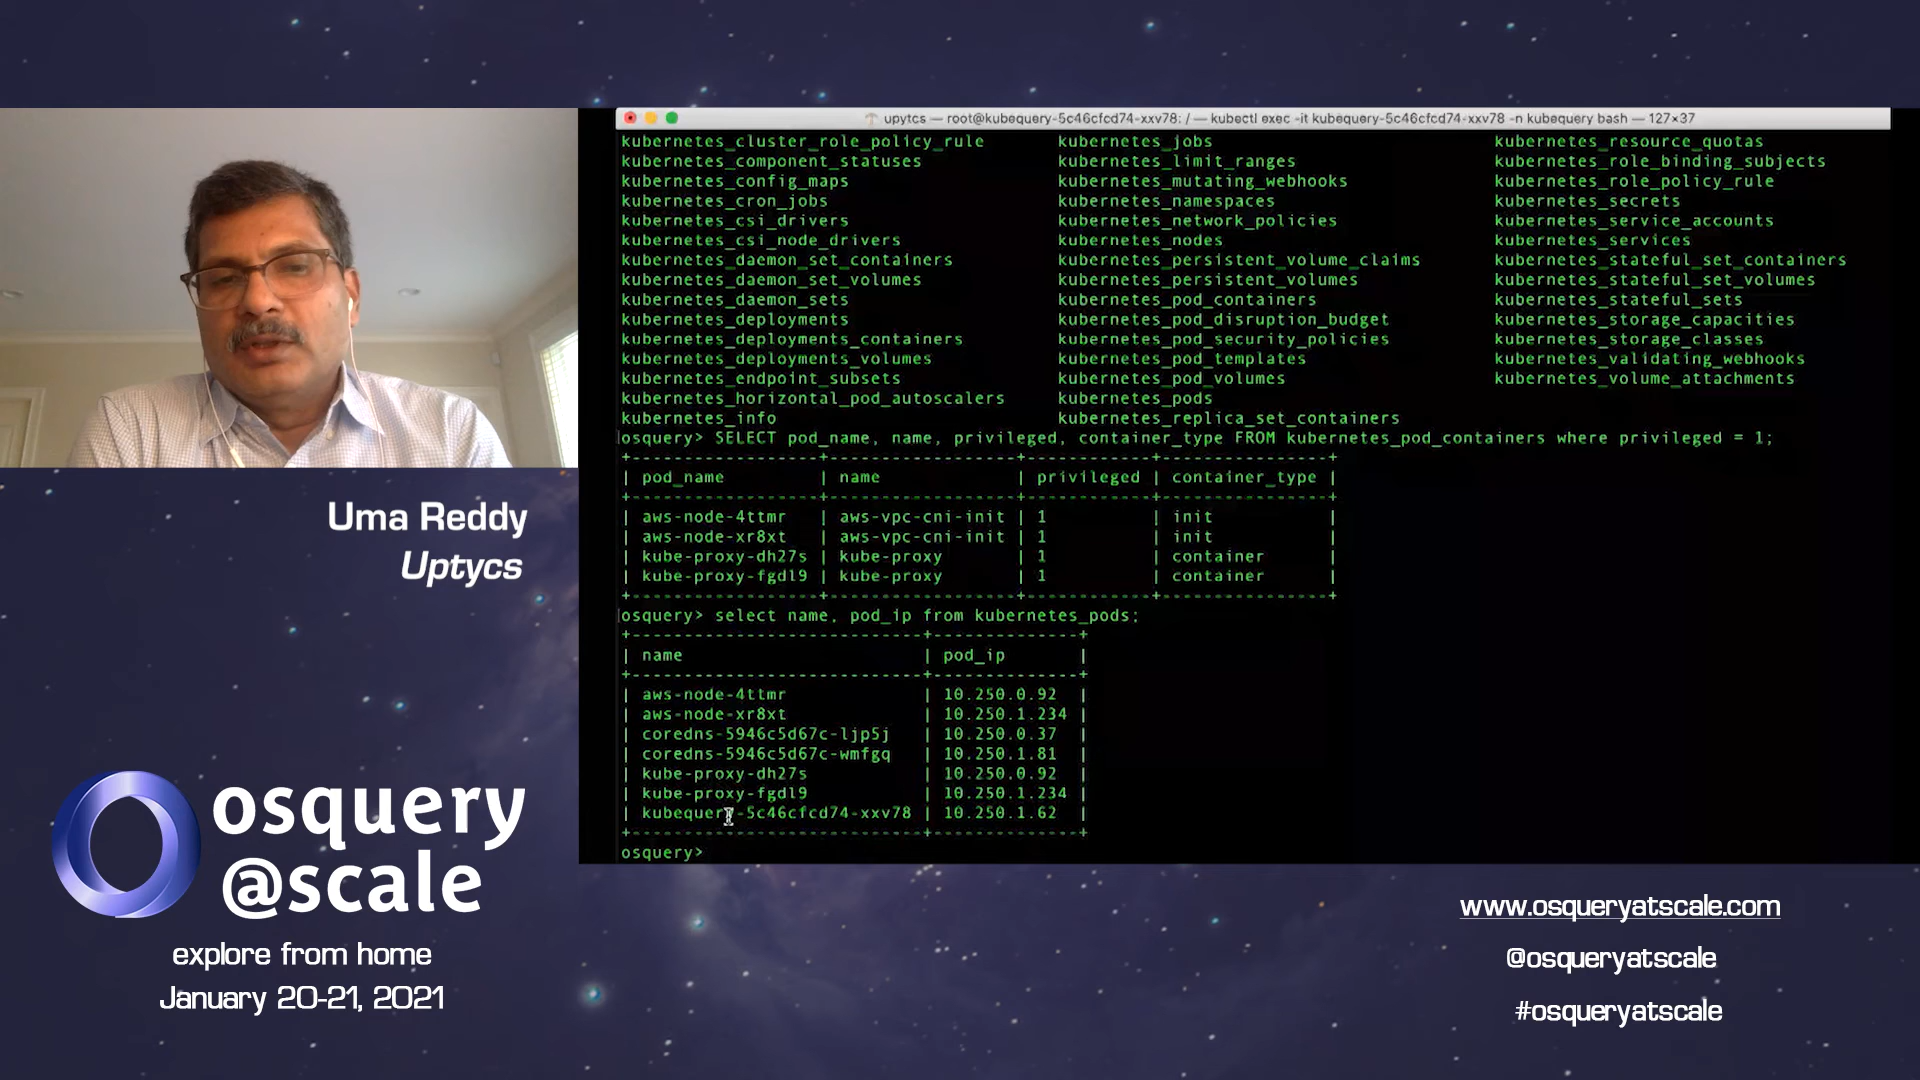 upytcs — root@kubequery-5c46cfcd74-xxv78: / — kubectl exec -it kubequery-5c46cfcd74-xxv78 -n kubequery bash — 127×37
kubernetes_cluster_role_policy_rule kubernetes_jobs kubernetes_resource_quotas
kubernetes_component_statuses kubernetes_limit_ranges kubernetes_role_binding_subjects
kubernetes_config_maps kubernetes_mutating_webhooks kubernetes_role_policy_rule
kubernetes_cron_jobs kubernetes_namespaces kubernetes_secrets
kubernetes_csi_drivers kubernetes_network_policies kubernetes_service_accounts
kubernetes_csi_node_drivers kubernetes_nodes kubernetes_services
kubernetes_daemon_set_containers kubernetes_persistent_volume_claims kubernetes_stateful_set_containers
kubernetes_daemon_set_volumes kubernetes_persistent_volumes kubernetes_stateful_set_volumes
kubernetes_daemon_sets kubernetes_pod_containers kubernetes_stateful_sets
kubernetes_deployments kubernetes_pod_disruption_budget kubernetes_storage_capacities
kubernetes_deployments_containers kubernetes_pod_security_policies kubernetes_storage_classes
kubernetes_deployments_volumes kubernetes_pod_templates kubernetes_validating_webhooks
kubernetes_endpoint_subsets kubernetes_pod_volumes kubernetes_volume_attachments
kubernetes_horizontal_pod_autoscalers kubernetes_pods
kubernetes_info kubernetes_replica_set_containers
osquery> SELECT pod_name, name, privileged, container_type FROM kubernetes_pod_containers where privileged = 1;
| pod_name | name | privileged | container_type |
| aws-node-4ttmr | aws-vpc-cni-init | 1 | init |
| aws-node-xr8xt | aws-vpc-cni-init | 1 | init |
| kube-proxy-dh27s | kube-proxy | 1 | container |
| kube-proxy-fgdl9 | kube-proxy | 1 | container |
osquery> select name, pod_ip from kubernetes_pods;
| name | pod_ip |
| aws-node-4ttmr | 10.250.0.92 |
| aws-node-xr8xt | 10.250.1.234 |
| coredns-5946c5d67c-ljp5j | 10.250.0.37 |
| coredns-5946c5d67c-wmfgq | 10.250.1.81 |
| kube-proxy-dh27s | 10.250.0.92 |
| kube-proxy-fgdl9 | 10.250.1.234 |
| kubequery-5c46cfcd74-xxv78 | 10.250.1.62 |
osquery>
Uma Reddy
Uptycs
osquery
@scale
explore from home
January 20-21, 2021
www.osqueryatscale.com
@osqueryatscale
#osqueryatscale